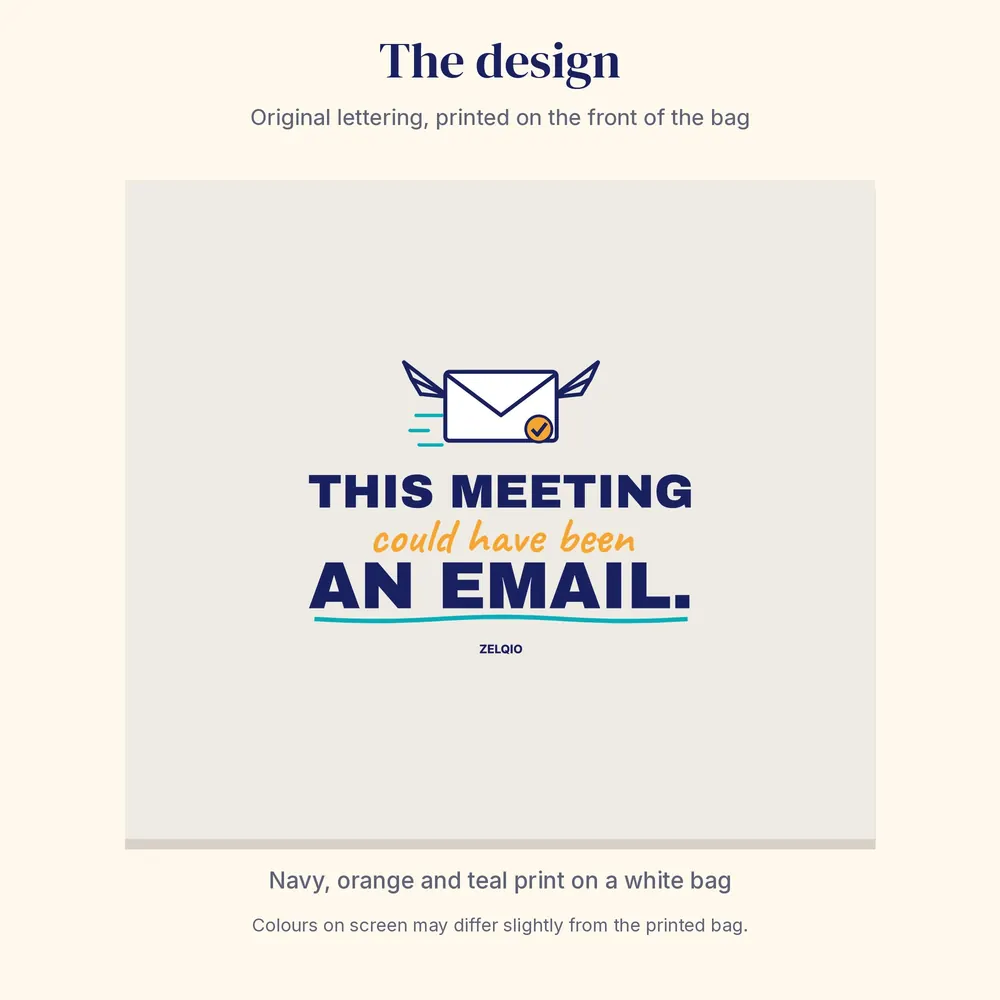 The design
Original lettering, printed on the front of the bag
THIS MEETING
could have been
AN EMAIL.
ZELQIO
Navy, orange and teal print on a white bag
Colours on screen may differ slightly from the printed bag.